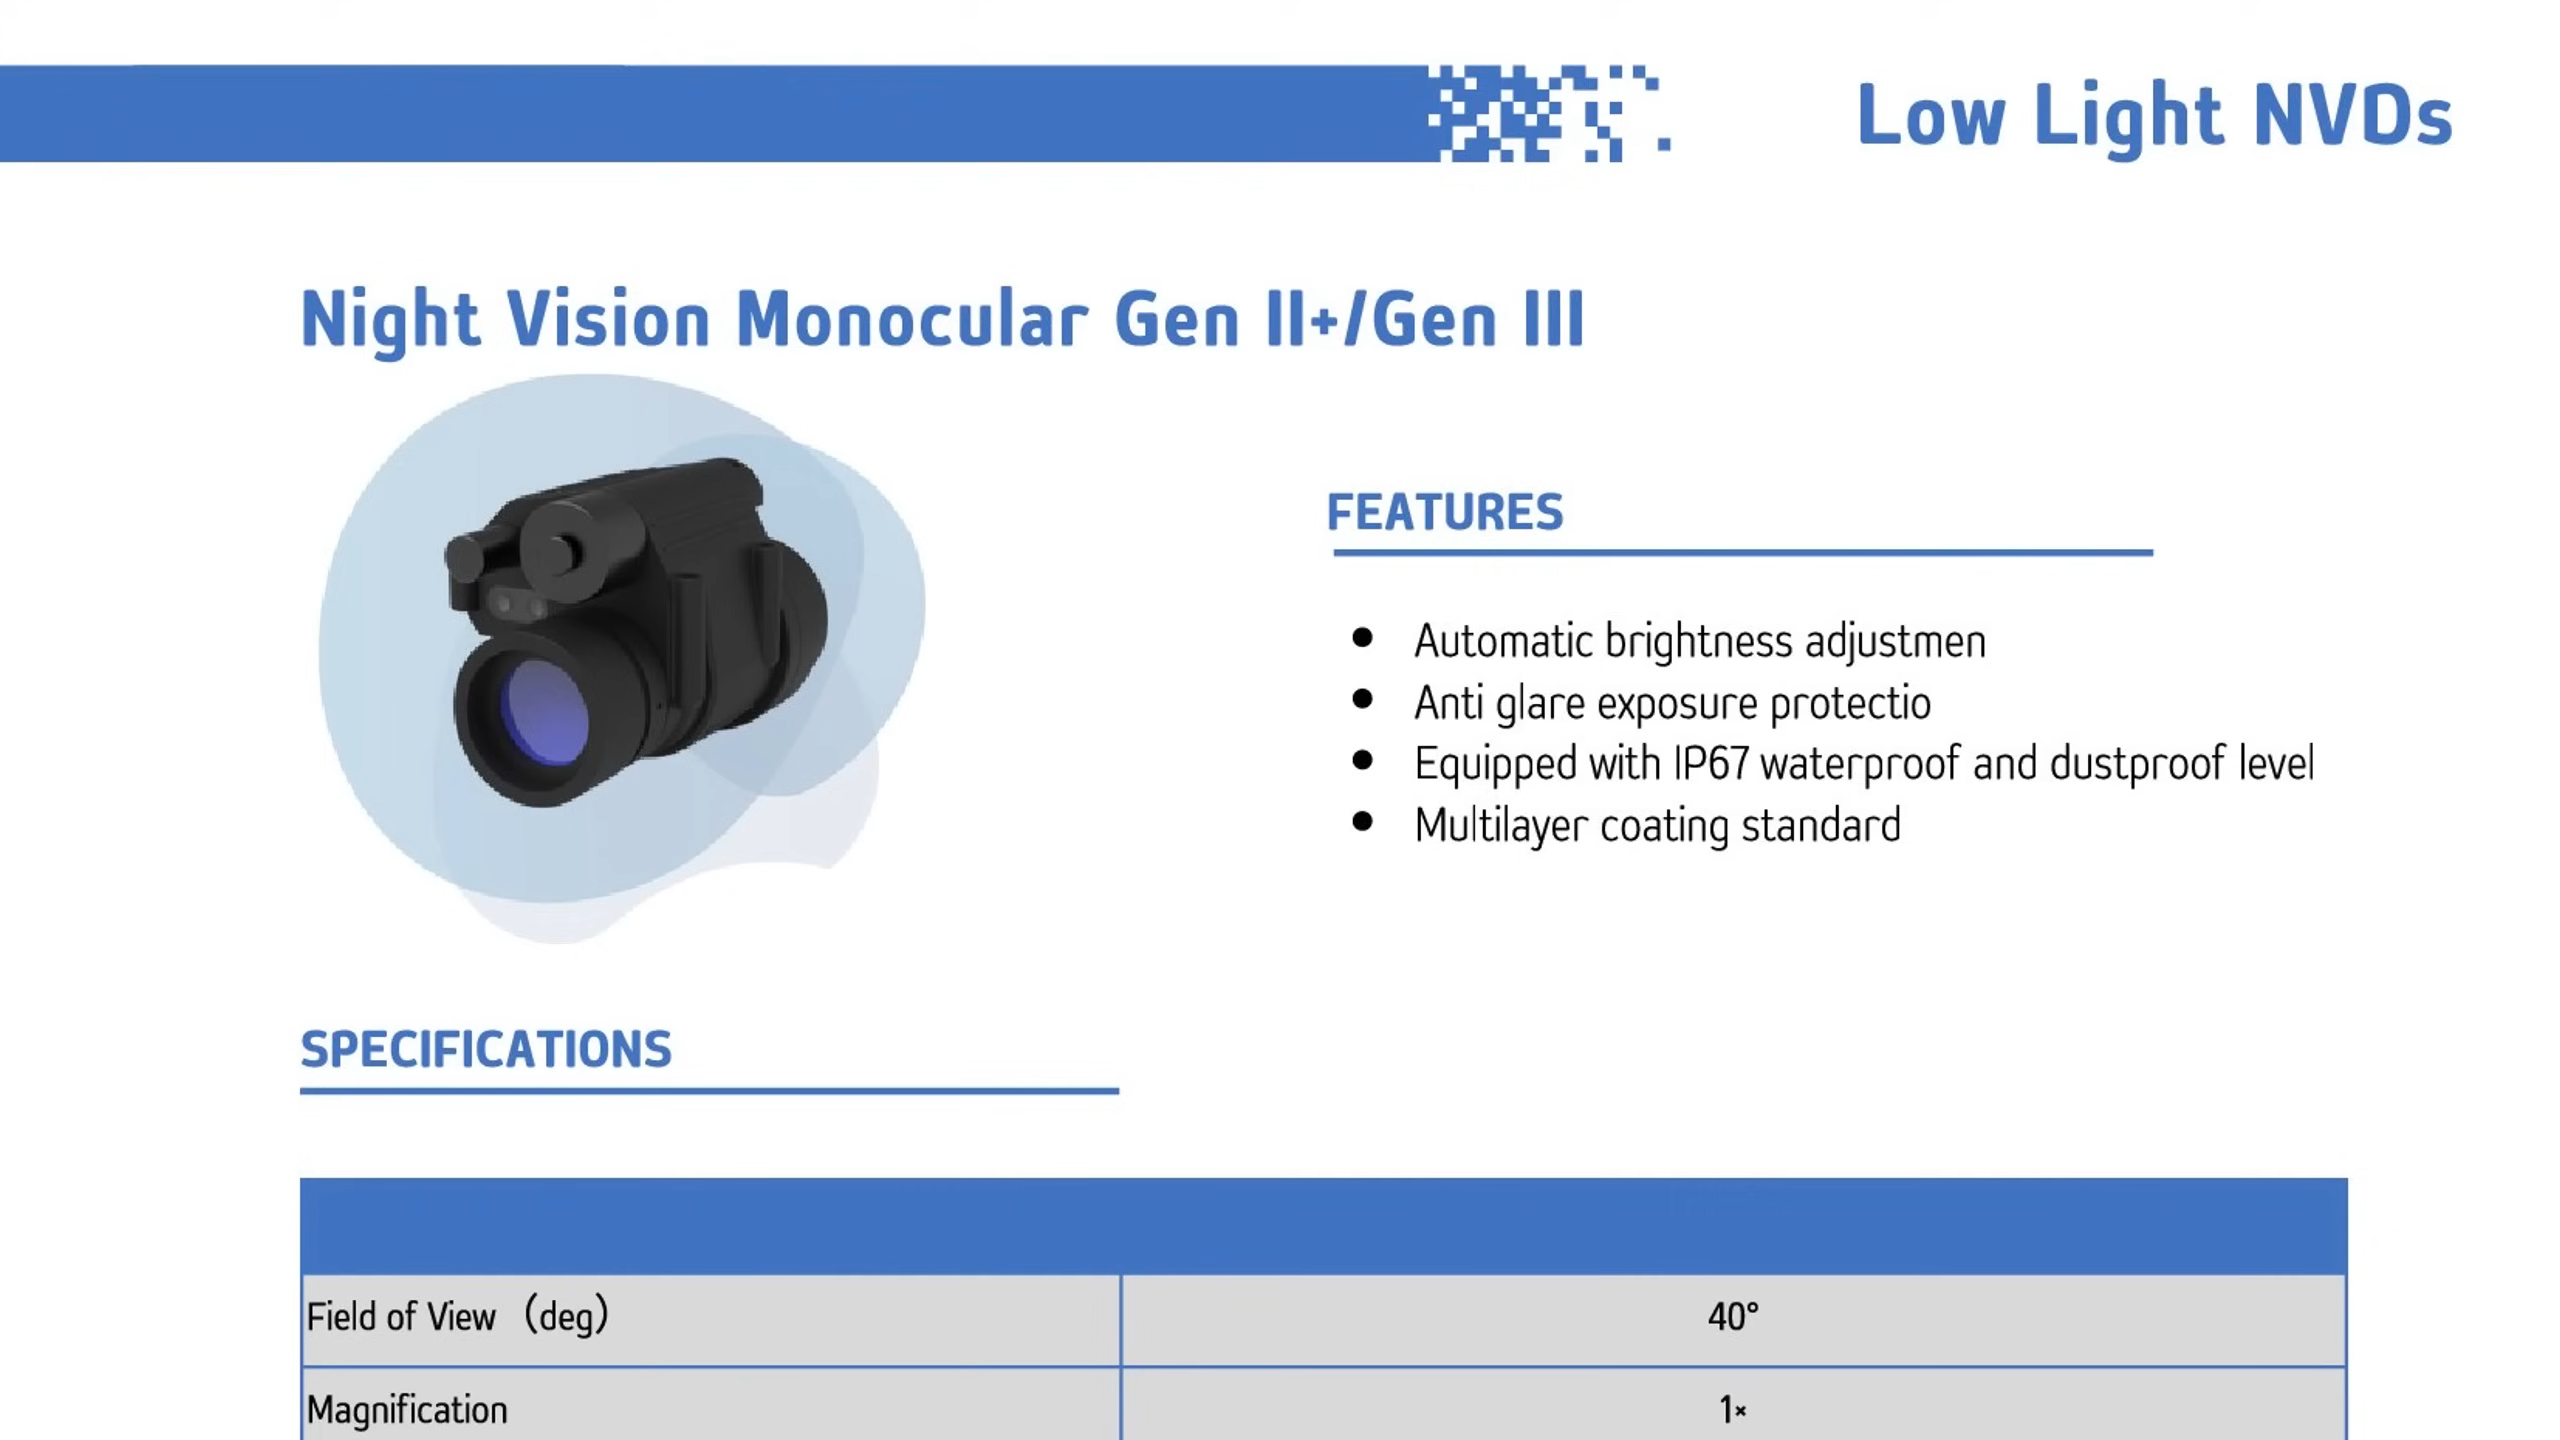 Low Light NVDs
Night Vision Monocular Gen II+/Gen III
FEATURES
● Automatic brightness adjustmen
● Anti glare exposure protectio
● Equipped with IP67 waterproof and dustproof level
● Multilayer coating standard
SPECIFICATIONS
Field of View （deg） 40°
Magnification 1×